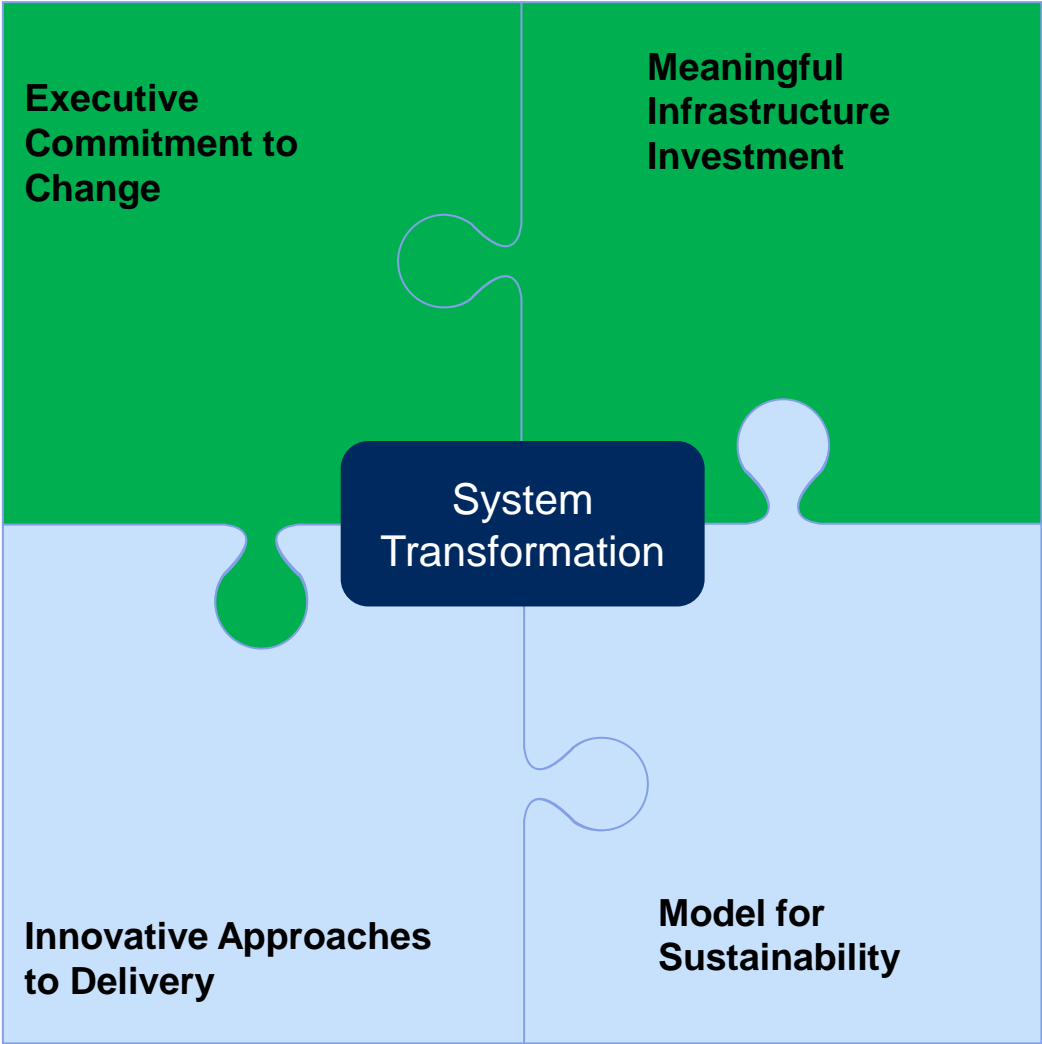 Executive
Commitment to
Change
Meaningful
Infrastructure
Investment
System
Transformation
Innovative Approaches
to Delivery
Model for
Sustainability